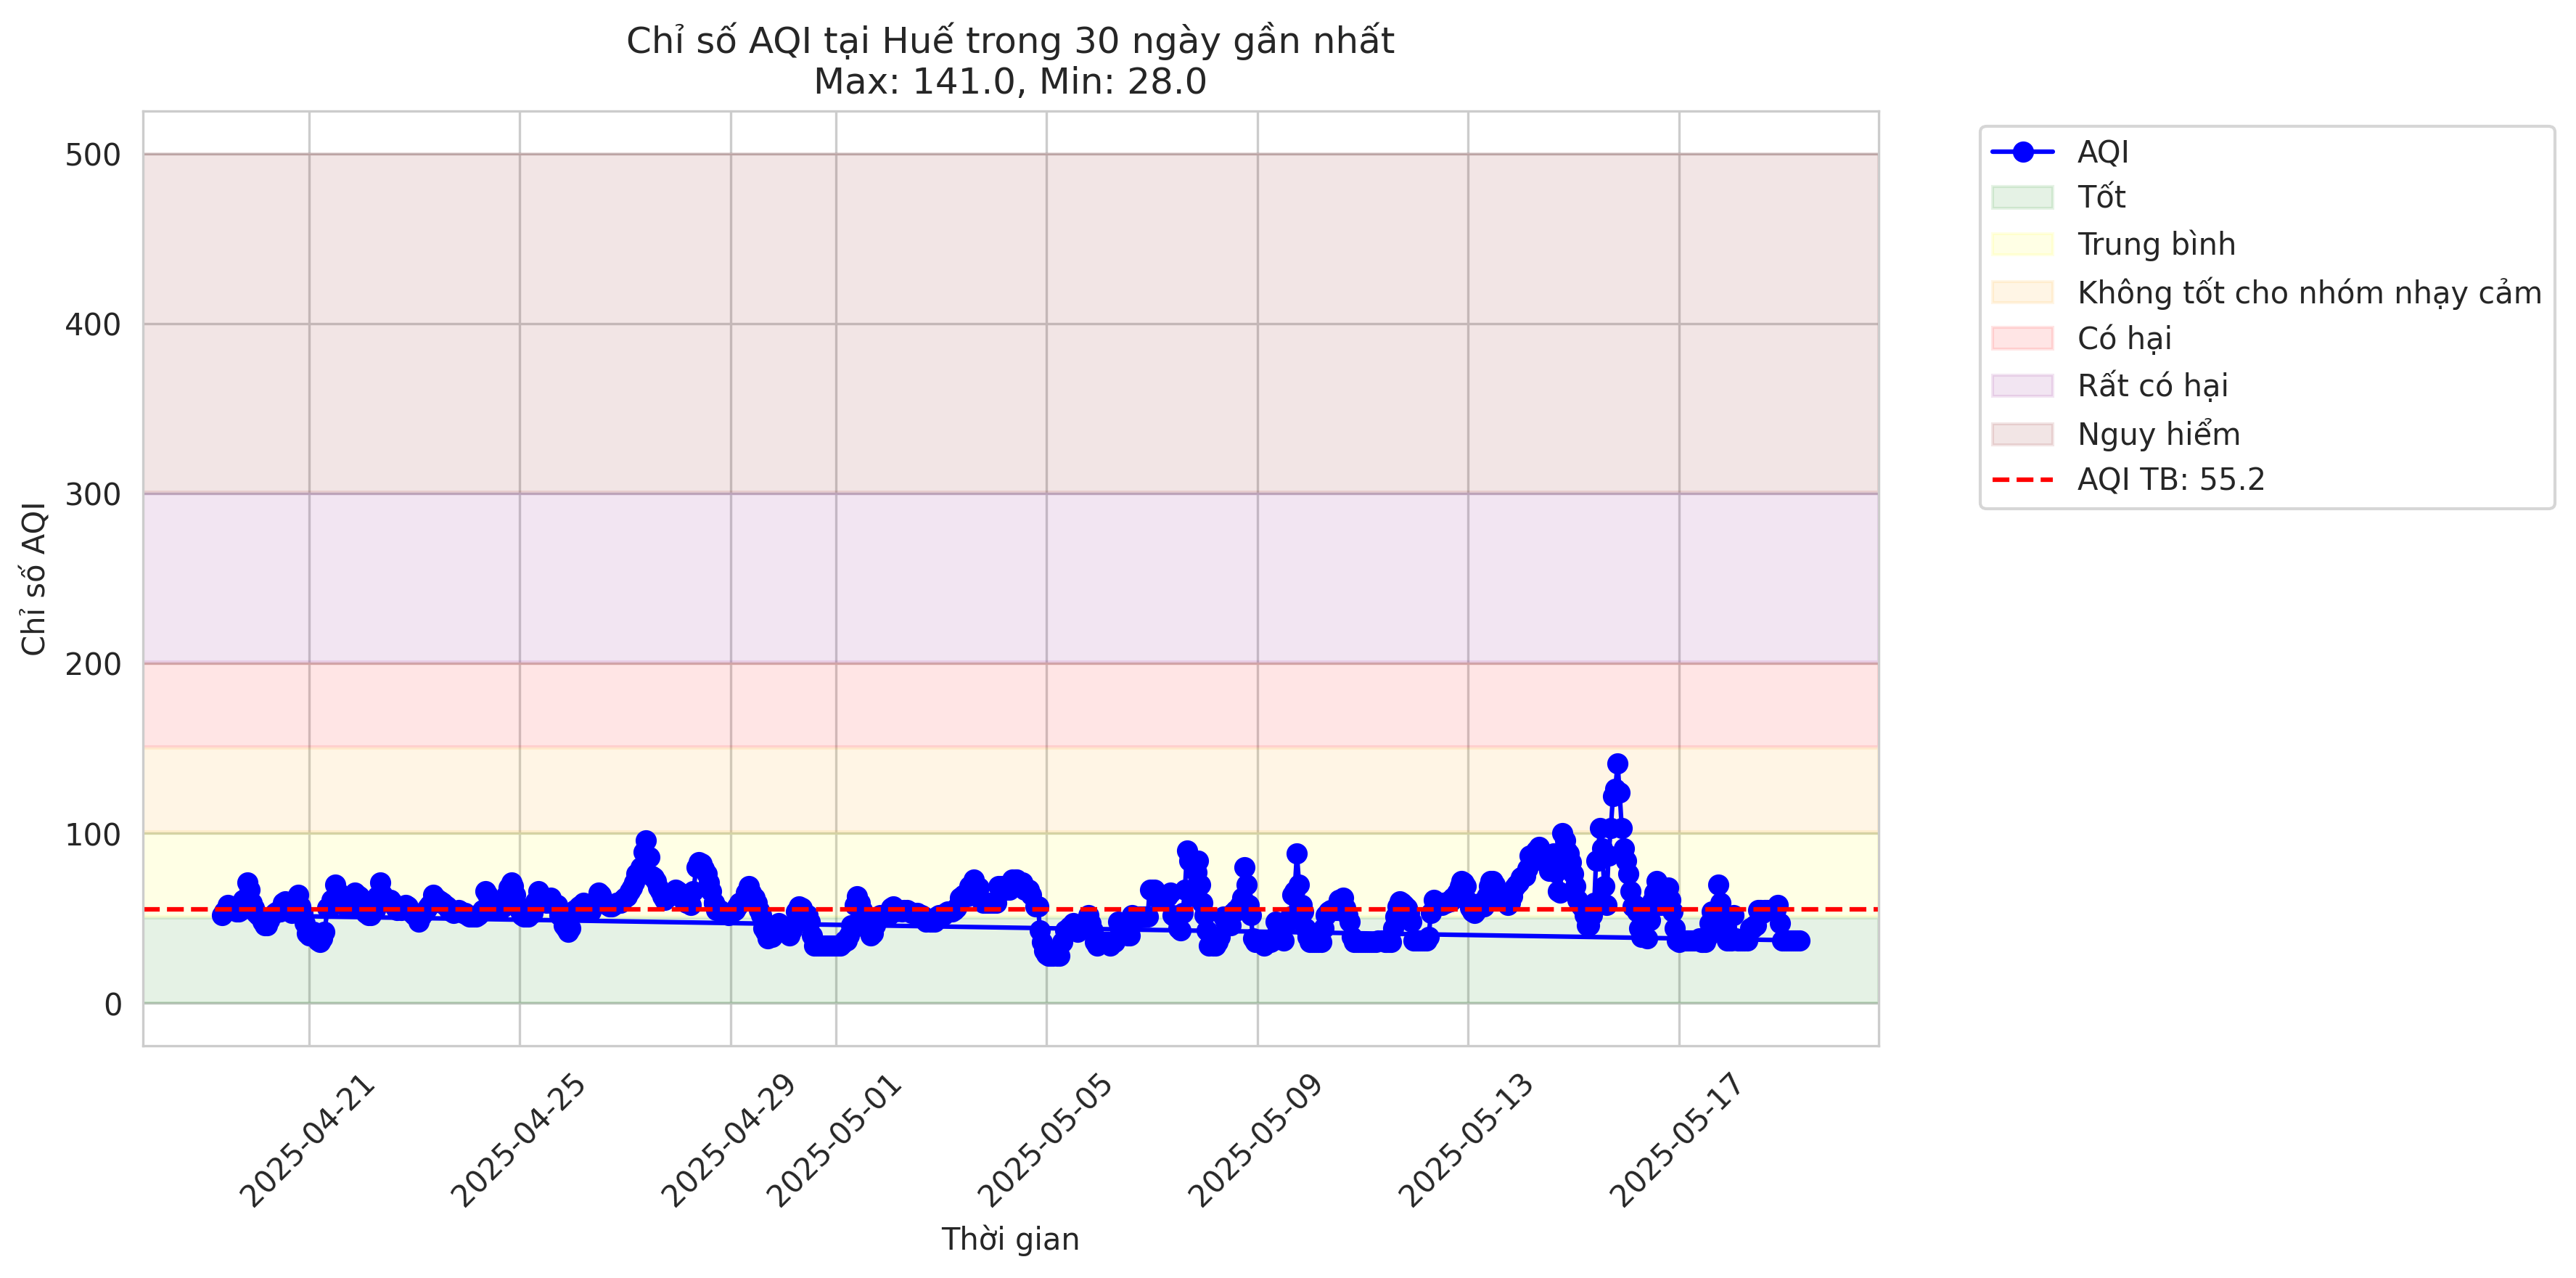 Chỉ số AQI tại Huế trong 30 ngày gần nhất
Max: 141.0, Min: 28.0
Chỉ số AQI
500
400
300
200
100
0
2025-04-21
2025-04-25
2025-04-29
2025-05-01
2025-05-05
2025-05-09
2025-05-13
2025-05-17
Thời gian
AQI
Tốt
Trung bình
Không tốt cho nhóm nhạy cảm
Có hại
Rất có hại
Nguy hiểm
AQI TB: 55.2